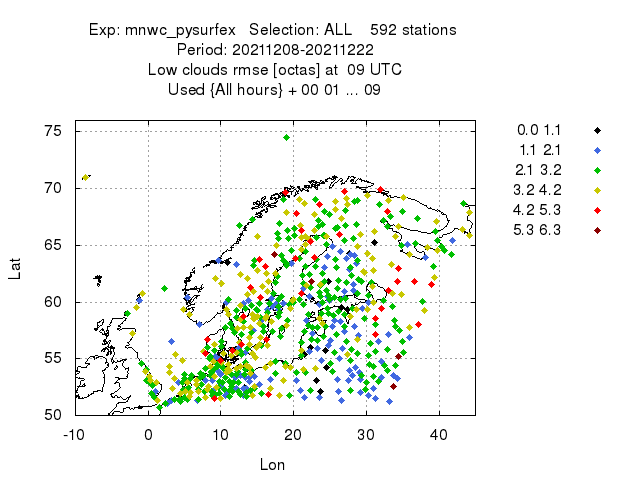 Exp: mnwc_pysurfex   Selection: ALL    592 stations
Period: 20211208-20211222
Low clouds rmse [octas] at  09 UTC
Used {All hours} + 00 01 ... 09
0.0 1.1
1.1 2.1
2.1 3.2
3.2 4.2
4.2 5.3
5.3 6.3
75
70
65
60
55
50
Lat
-10 0 10 20 30 40
Lon